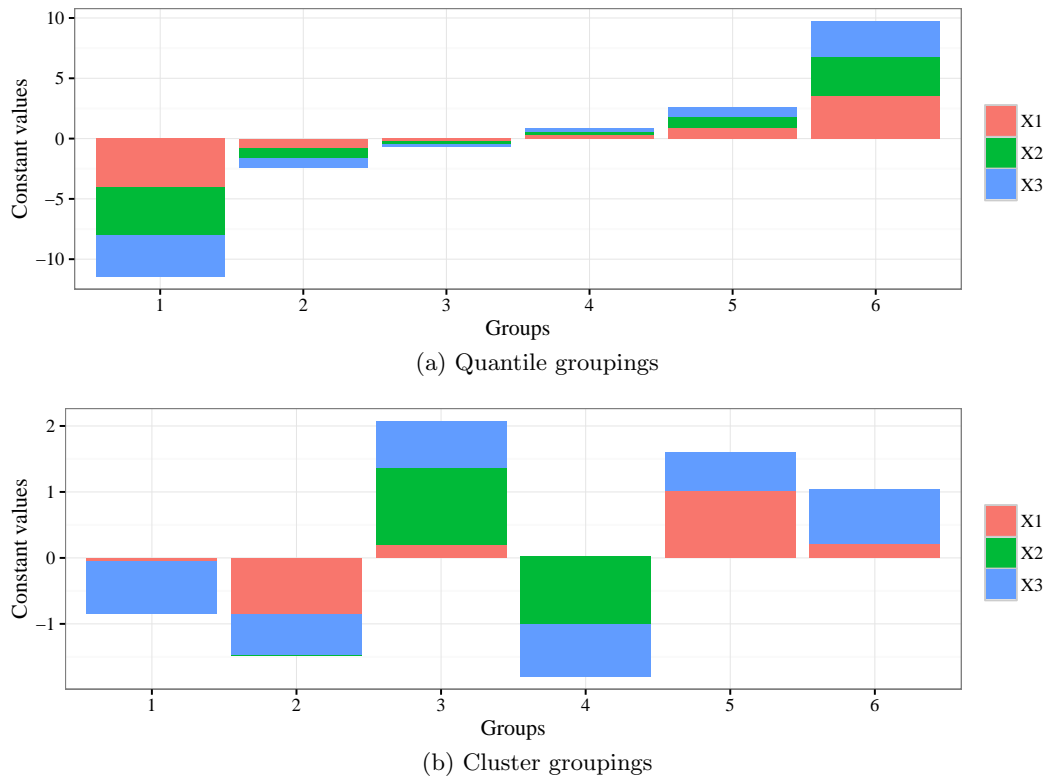 10
5
0
−5
−10
Constant values
1 2 3 4 5 6
Groups
X1
X2
X3
(a) Quantile groupings
2
1
0
−1
Constant values
1 2 3 4 5 6
Groups
X1
X2
X3
(b) Cluster groupings